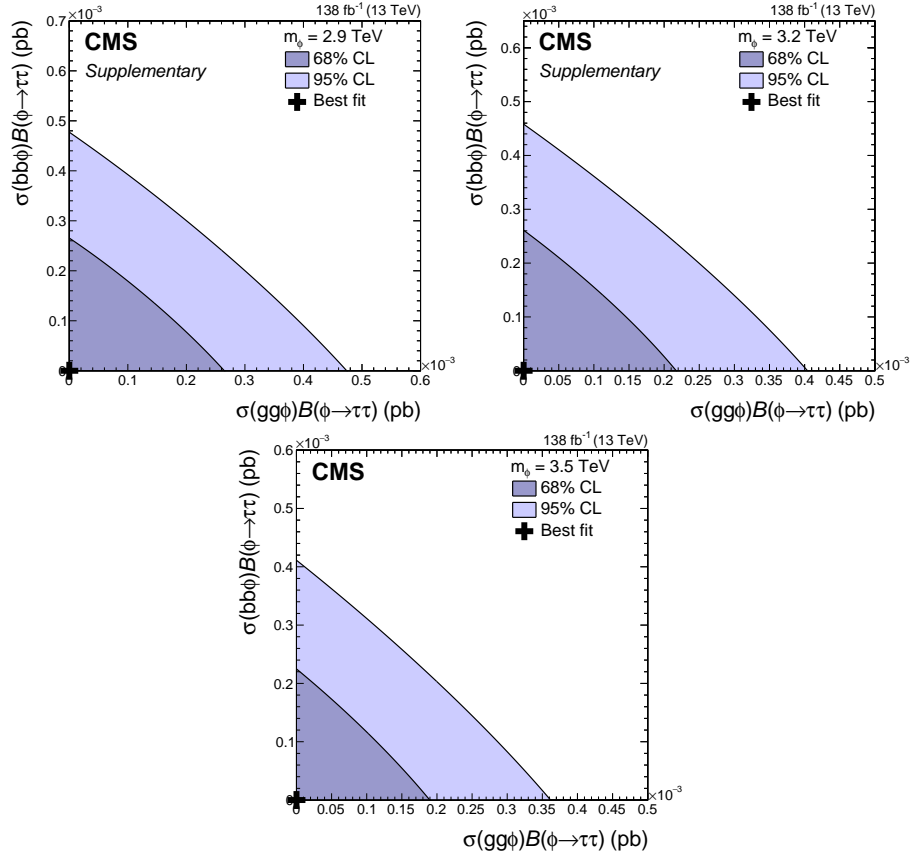 ×10⁻³
138 fb⁻¹ (13 TeV)
CMS
Supplementary
m_ϕ = 2.9 TeV
68% CL
95% CL
Best fit
σ(bbϕ)B(ϕ→ττ) (pb)
0.7
0.6
0.5
0.4
0.3
0.2
0.1
0
0 0.1 0.2 0.3 0.4 0.5 0.6
×10⁻³
σ(ggϕ)B(ϕ→ττ) (pb)
×10⁻³
138 fb⁻¹ (13 TeV)
CMS
Supplementary
m_ϕ = 3.2 TeV
68% CL
95% CL
Best fit
σ(bbϕ)B(ϕ→ττ) (pb)
0.6
0.5
0.4
0.3
0.2
0.1
0
0 0.05 0.1 0.15 0.2 0.25 0.3 0.35 0.4 0.45 0.5
×10⁻³
σ(ggϕ)B(ϕ→ττ) (pb)
×10⁻³
138 fb⁻¹ (13 TeV)
CMS
m_ϕ = 3.5 TeV
68% CL
95% CL
Best fit
σ(bbϕ)B(ϕ→ττ) (pb)
0.6
0.5
0.4
0.3
0.2
0.1
0
0 0.05 0.1 0.15 0.2 0.25 0.3 0.35 0.4 0.45 0.5
×10⁻³
σ(ggϕ)B(ϕ→ττ) (pb)